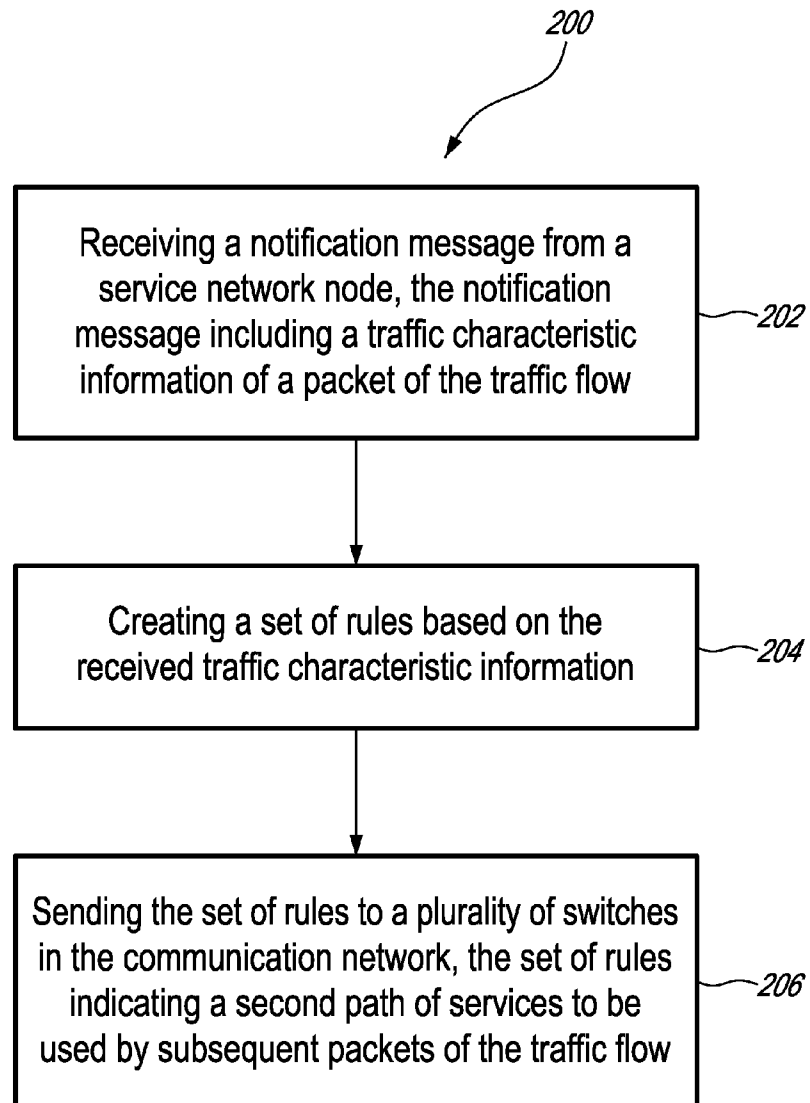 200
Receiving a notification message from a
service network node, the notification
message including a traffic characteristic
information of a packet of the traffic flow
202
Creating a set of rules based on the
received traffic characteristic information
204
Sending the set of rules to a plurality of switches
in the communication network, the set of rules
indicating a second path of services to be
used by subsequent packets of the traffic flow
206